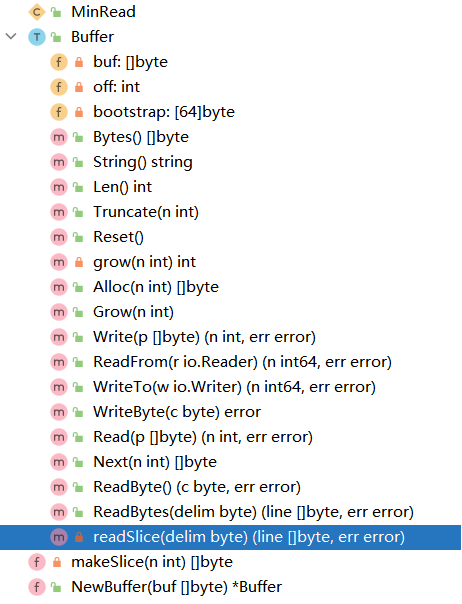 C MinRead
T Buffer
f buf: []byte
f off: int
f bootstrap: [64]byte
m Bytes() []byte
m String() string
m Len() int
m Truncate(n int)
m Reset()
m grow(n int) int
m Alloc(n int) []byte
m Grow(n int)
m Write(p []byte) (n int, err error)
m ReadFrom(r io.Reader) (n int64, err error)
m WriteTo(w io.Writer) (n int64, err error)
m WriteByte(c byte) error
m Read(p []byte) (n int, err error)
m Next(n int) []byte
m ReadByte() (c byte, err error)
m ReadBytes(delim byte) (line []byte, err error)
m readSlice(delim byte) (line []byte, err error)
f makeSlice(n int) []byte
f NewBuffer(buf []byte) *Buffer